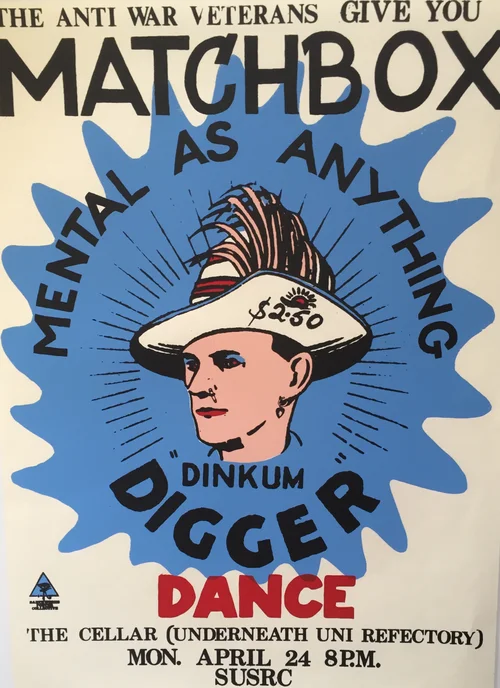 THE ANTI WAR VETERANS GIVE YOU
MATCHBOX
MENTAL AS ANYTHING
$2.50
"DINKUM"
DIGGER
DANCE
THE CELLAR (UNDERNEATH UNI REFECTORY)
MON. APRIL 24 8P.M.
SUSRC